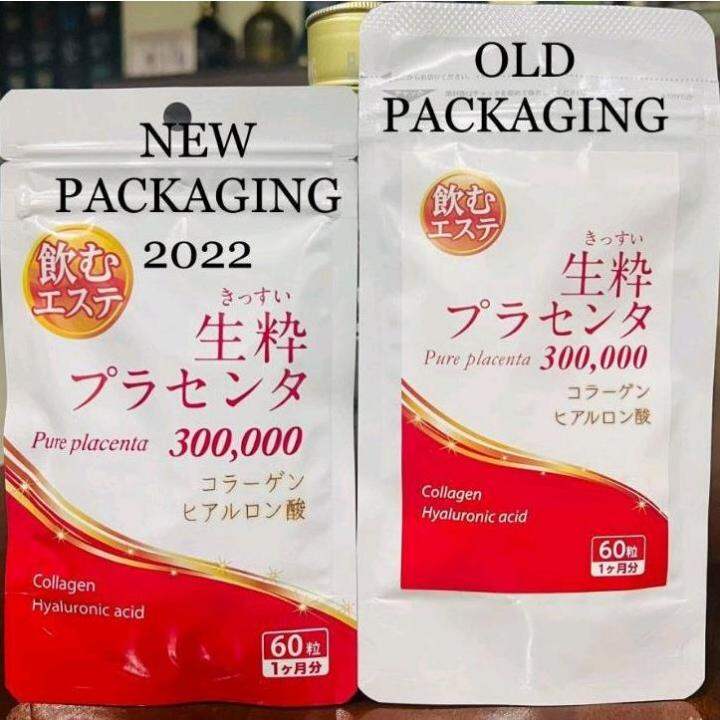 NEW
PACKAGING
2022
飲む
エステ
きっすい
生粋
プラセンタ
Pure placenta 300,000
コラーゲン
ヒアルロン酸
Collagen
Hyaluronic acid
60粒
1ヶ月分
OLD
PACKAGING
飲む
エステ
きっすい
生粋
プラセンタ
Pure placenta 300,000
コラーゲン
ヒアルロン酸
Collagen
Hyaluronic acid
60粒
1ヶ月分